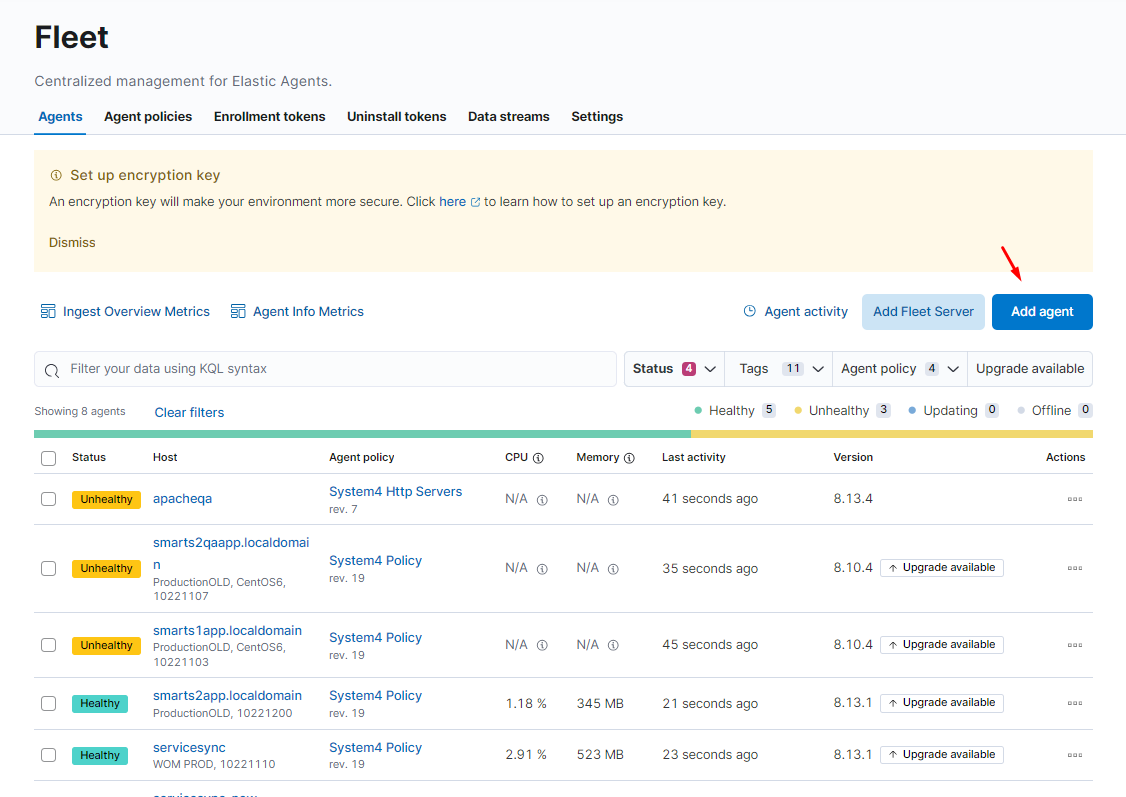 Fleet
Centralized management for Elastic Agents.
Agents Agent policies Enrollment tokens Uninstall tokens Data streams Settings
Set up encryption key
An encryption key will make your environment more secure. Click here to learn how to set up an encryption key.
Dismiss
Ingest Overview Metrics Agent Info Metrics Agent activity Add Fleet Server Add agent
Filter your data using KQL syntax Status 4 Tags 11 Agent policy 4 Upgrade available
Showing 8 agents Clear filters Healthy 5 Unhealthy 3 Updating 0 Offline 0
Status Host Agent policy CPU Memory Last activity Version Actions
Unhealthy apacheqa System4 Http Servers N/A N/A 41 seconds ago 8.13.4
rev. 7
smarts2qaapp.localdomai
n
Unhealthy System4 Policy N/A N/A 35 seconds ago 8.10.4 Upgrade available
ProductionOLD, CentOS6, rev. 19
10221107
smarts1app.localdomain System4 Policy
Unhealthy ProductionOLD, CentOS6, N/A N/A 45 seconds ago 8.10.4 Upgrade available
10221103 rev. 19
smarts2app.localdomain System4 Policy
Healthy 1.18 % 345 MB 21 seconds ago 8.13.1 Upgrade available
ProductionOLD, 10221200 rev. 19
servicesync System4 Policy
Healthy 2.91 % 523 MB 23 seconds ago 8.13.1 Upgrade available
WOM PROD, 10221110 rev. 19